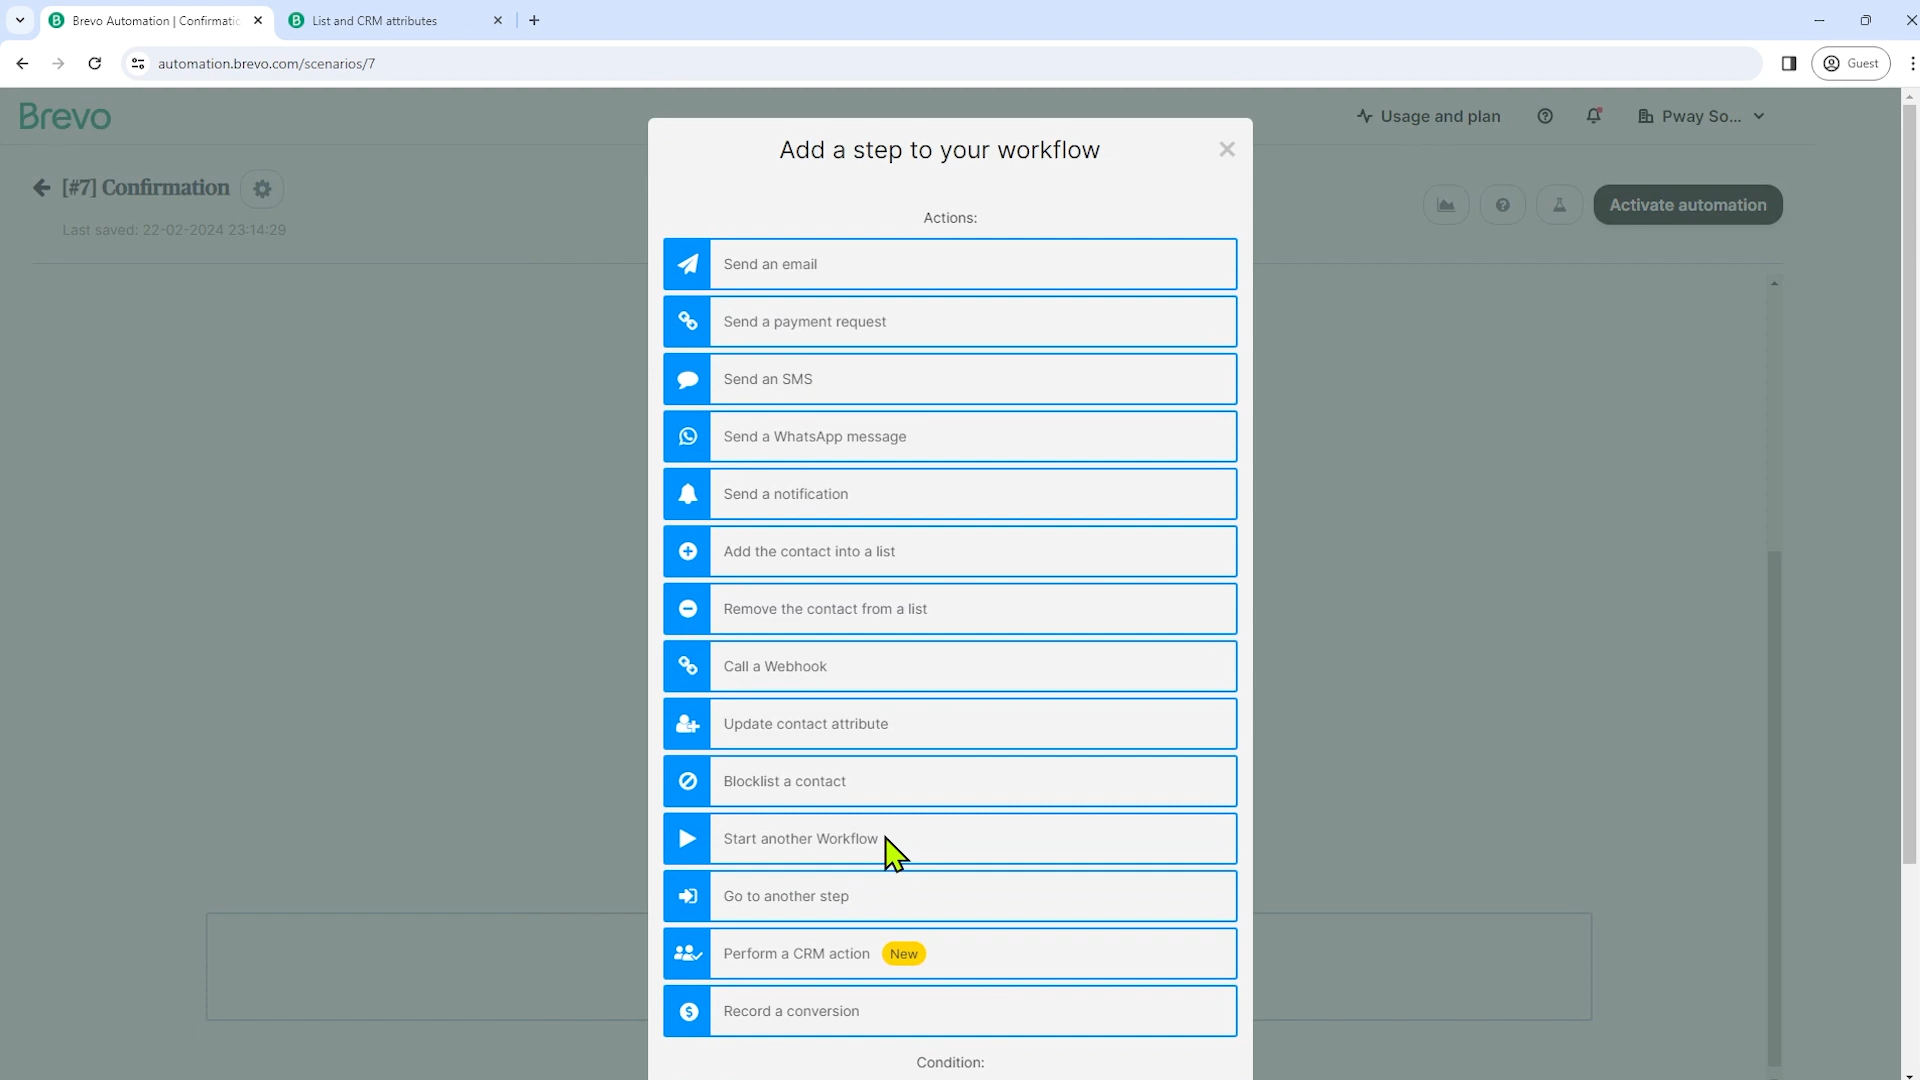 Brevo Automation | Confirmatic
List and CRM attributes
automation.brevo.com/scenarios/7
Guest
Brevo
Usage and plan
Pway So...
Add a step to your workflow
[#7] Confirmation
Last saved: 22-02-2024 23:14:29
Activate automation
Actions:
Send an email
Send a payment request
Send an SMS
Send a WhatsApp message
Send a notification
Add the contact into a list
Remove the contact from a list
Call a Webhook
Update contact attribute
Blocklist a contact
Start another Workflow
Go to another step
Perform a CRM action New
Record a conversion
Condition: